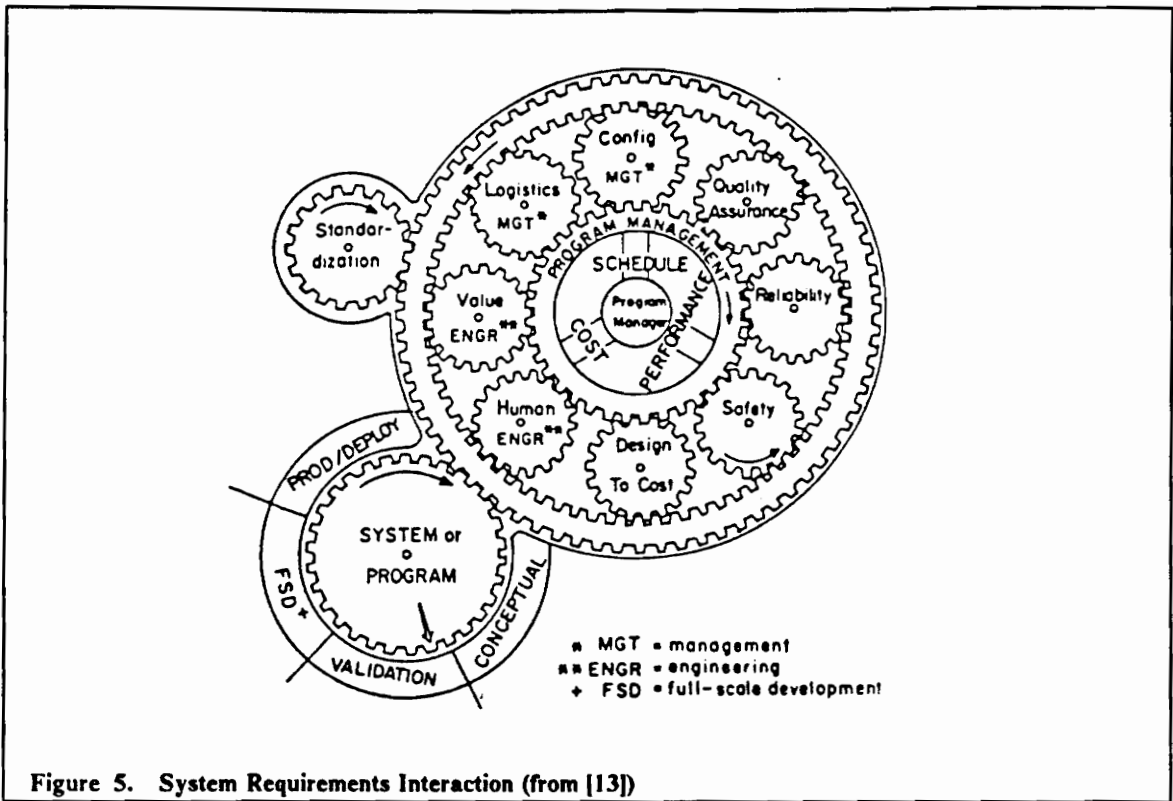 Config
MGT*
Logistics
MGT*
Quality
Assurance
Standar-
dization
PROGRAM MANAGEMENT
SCHEDULE
Program
Manager
COST
PERFORMANCE
Value
ENGR**
Reliability
Human
ENGR**
Safety
Design
To Cost
PROD/DEPLOY
SYSTEM or
PROGRAM
FSD+
VALIDATION
CONCEPTUAL
* MGT = management
** ENGR = engineering
+ FSD = full-scale development
Figure 5. System Requirements Interaction (from [13])